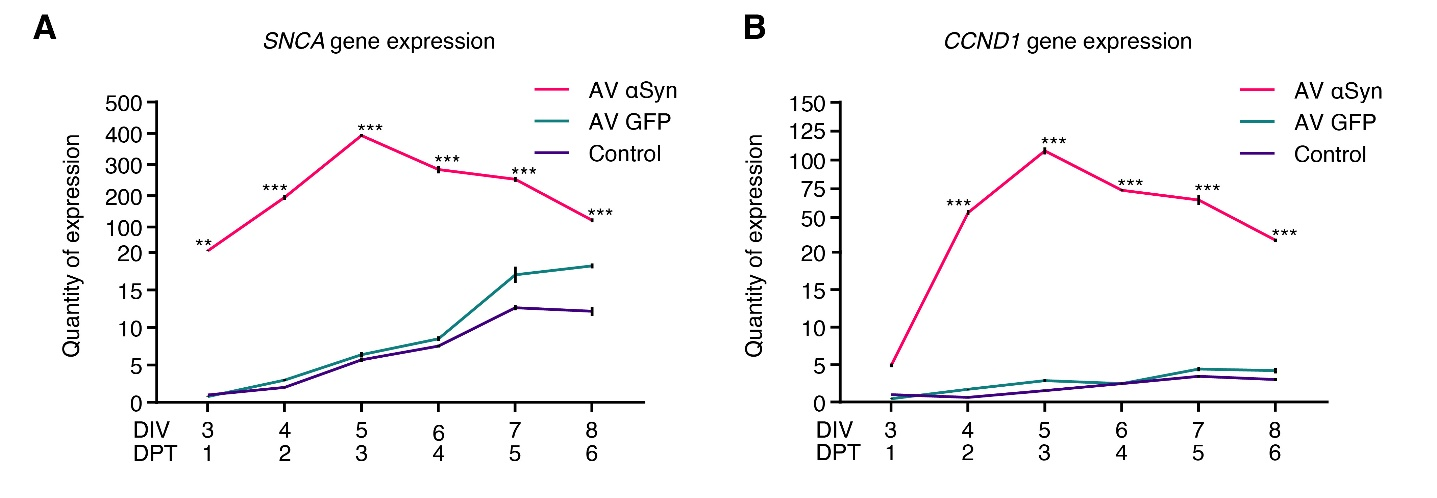 A
SNCA gene expression
AV αSyn
AV GFP
Control
Quantity of expression
500
400
300
200
100
20
15
10
5
0
**
***
***
***
***
***
DIV 3 4 5 6 7 8
DPT 1 2 3 4 5 6
B
CCND1 gene expression
AV αSyn
AV GFP
Control
Quantity of expression
150
125
100
75
50
20
15
10
5
0
***
***
***
***
***
DIV 3 4 5 6 7 8
DPT 1 2 3 4 5 6